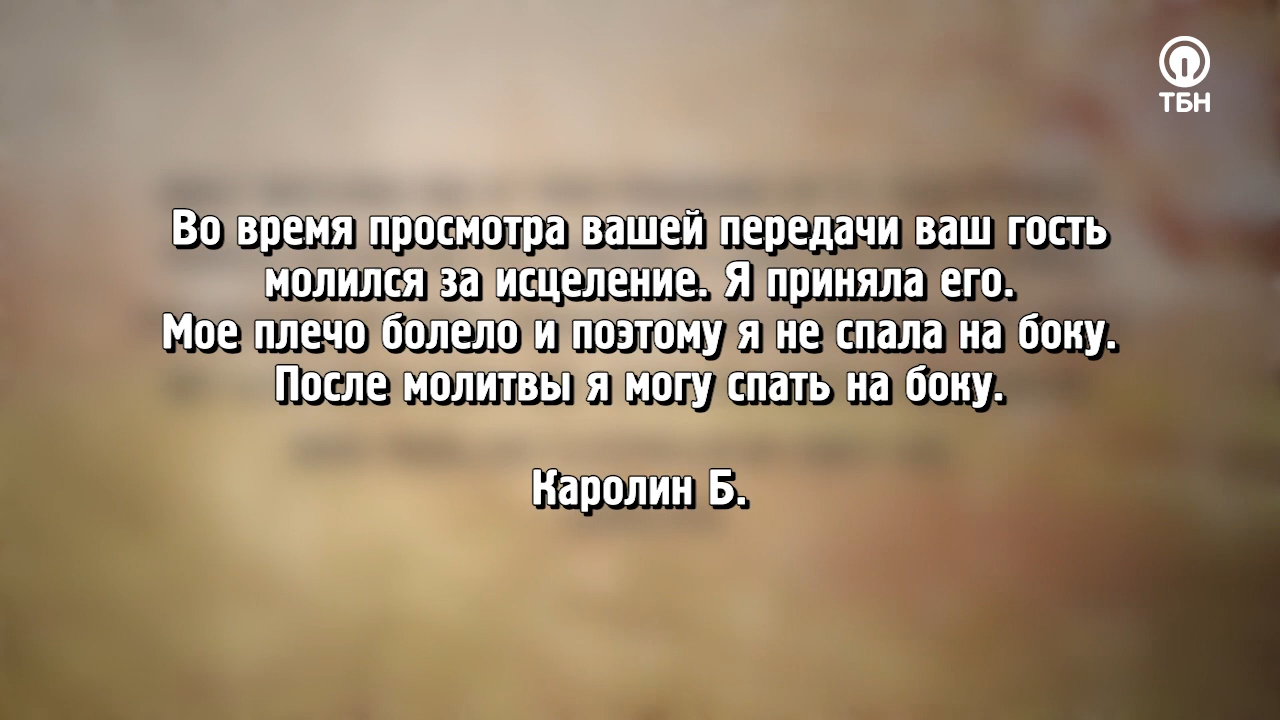 ТБН
Во время просмотра вашей передачи ваш гость
молился за исцеление. Я приняла его.
Мое плечо болело и поэтому я не спала на боку.
После молитвы я могу спать на боку.
Каролин Б.